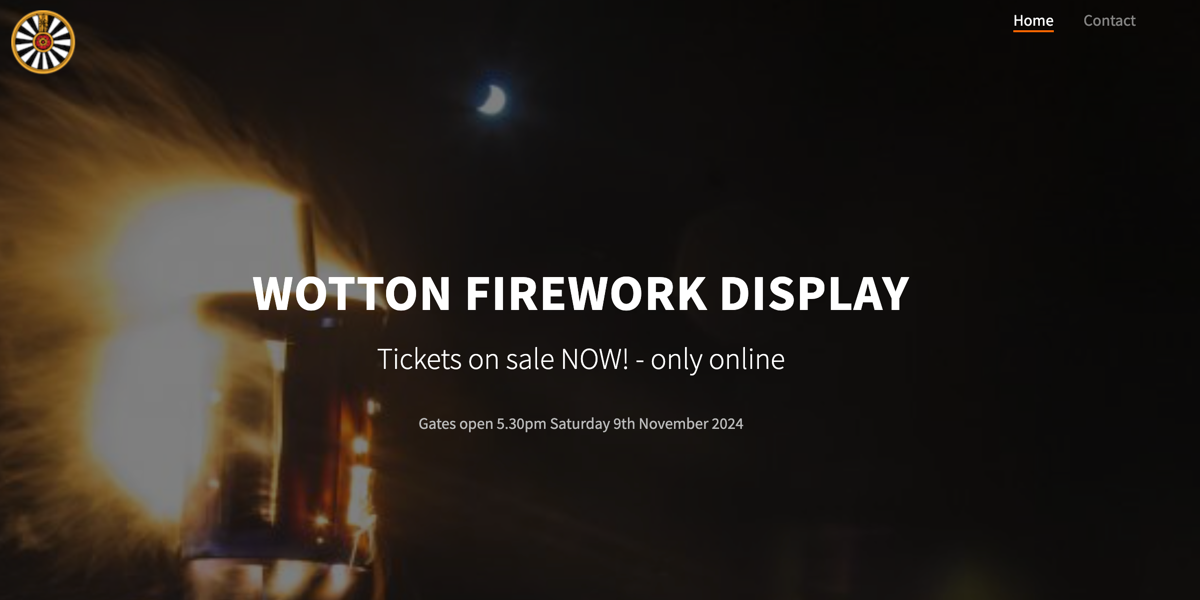 Home
Contact
WOTTON FIREWORK DISPLAY
Tickets on sale NOW! - only online
Gates open 5.30pm Saturday 9th November 2024